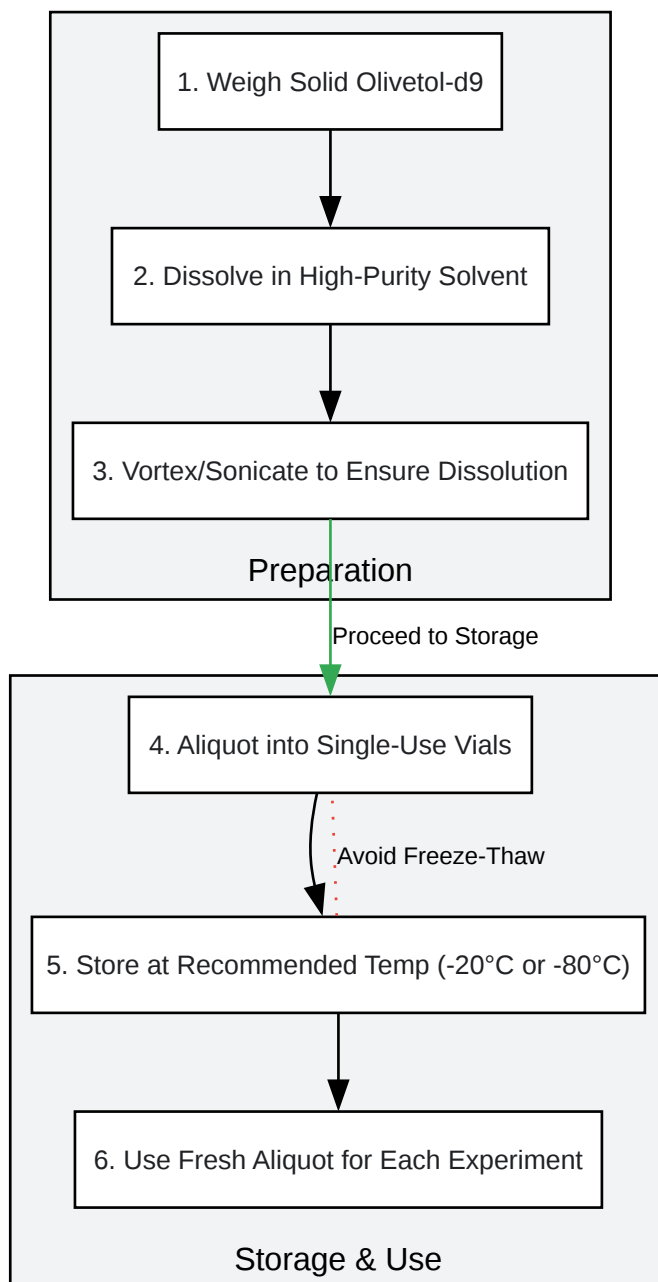 1. Weigh Solid Olivetol-d9
2. Dissolve in High-Purity Solvent
3. Vortex/Sonicate to Ensure Dissolution
Preparation
Proceed to Storage
4. Aliquot into Single-Use Vials
Avoid Freeze-Thaw
5. Store at Recommended Temp (-20°C or -80°C)
6. Use Fresh Aliquot for Each Experiment
Storage & Use